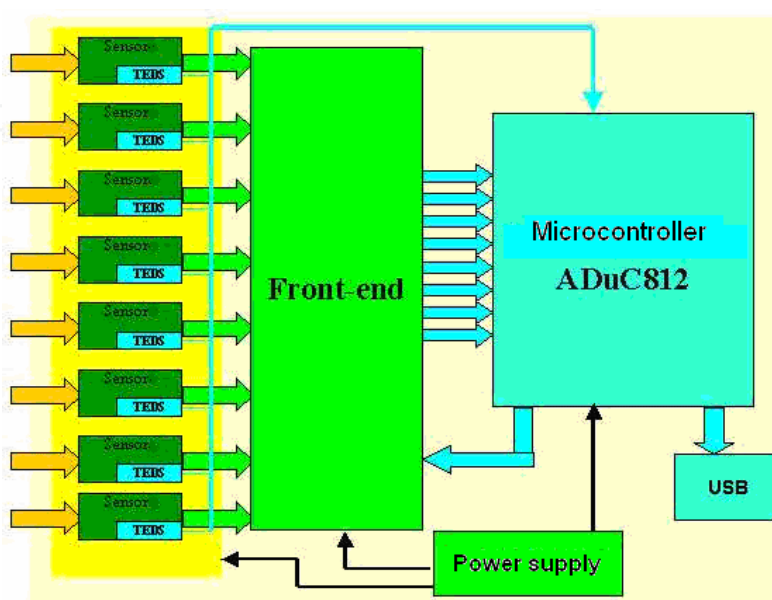 Sensor
TEDS
Sensor
TEDS
Sensor
TEDS
Sensor
TEDS
Sensor
TEDS
Sensor
TEDS
Sensor
TEDS
Sensor
TEDS
Front-end
Microcontroller
ADuC812
USB
Power supply